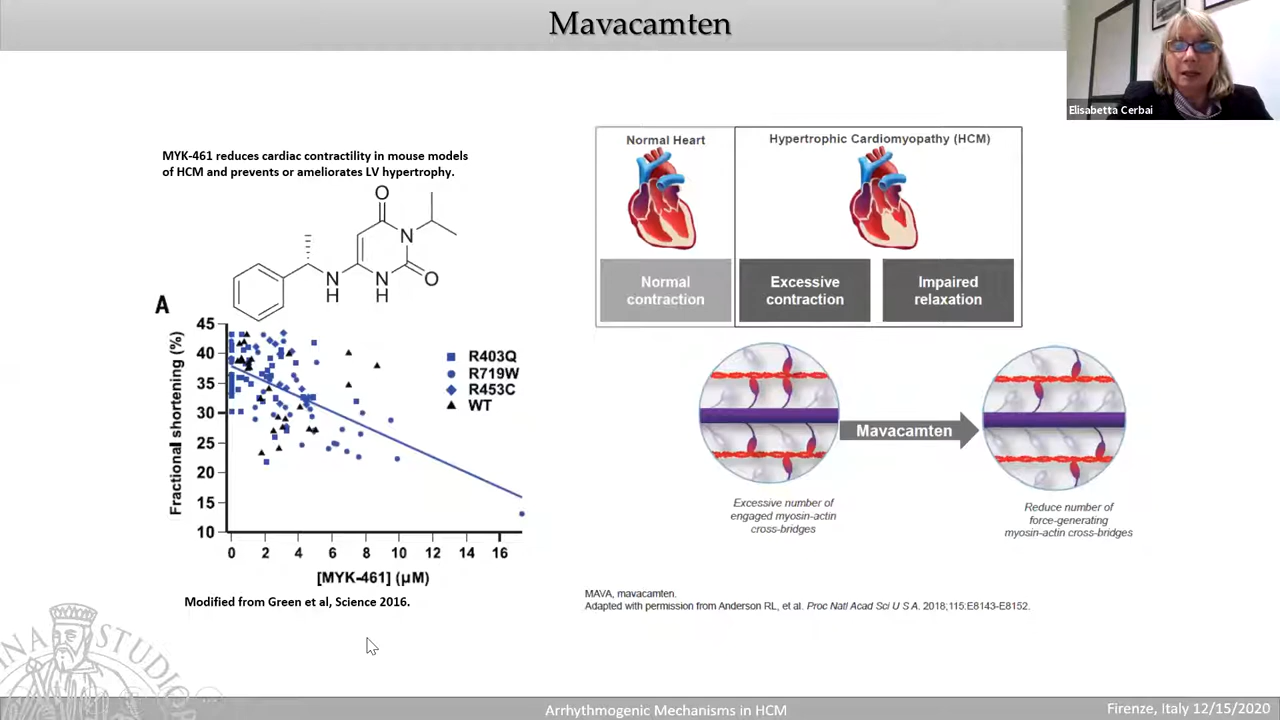 Mavacamten
Elisabetta Cerbai
MYK-461 reduces cardiac contractility in mouse models
of HCM and prevents or ameliorates LV hypertrophy.
O
N
N
H
N
H
O
A
Fractional shortening (%)
45
40
35
30
25
20
15
10
0 2 4 6 8 10 12 14 16
[MYK-461] (µM)
R403Q
R719W
R453C
WT
Modified from Green et al, Science 2016.
Normal Heart
Hypertrophic Cardiomyopathy (HCM)
Normal
contraction
Excessive
contraction
Impaired
relaxation
Mavacamten
Excessive number of
engaged myosin-actin
cross-bridges
Reduce number of
force-generating
myosin-actin cross-bridges
MAVA, mavacamten.
Adapted with permission from Anderson RL, et al. Proc Natl Acad Sci U S A. 2018;115:E8143-E8152.
INA STUDIO
Arrhythmogenic Mechanisms in HCM
Firenze, Italy 12/15/2020